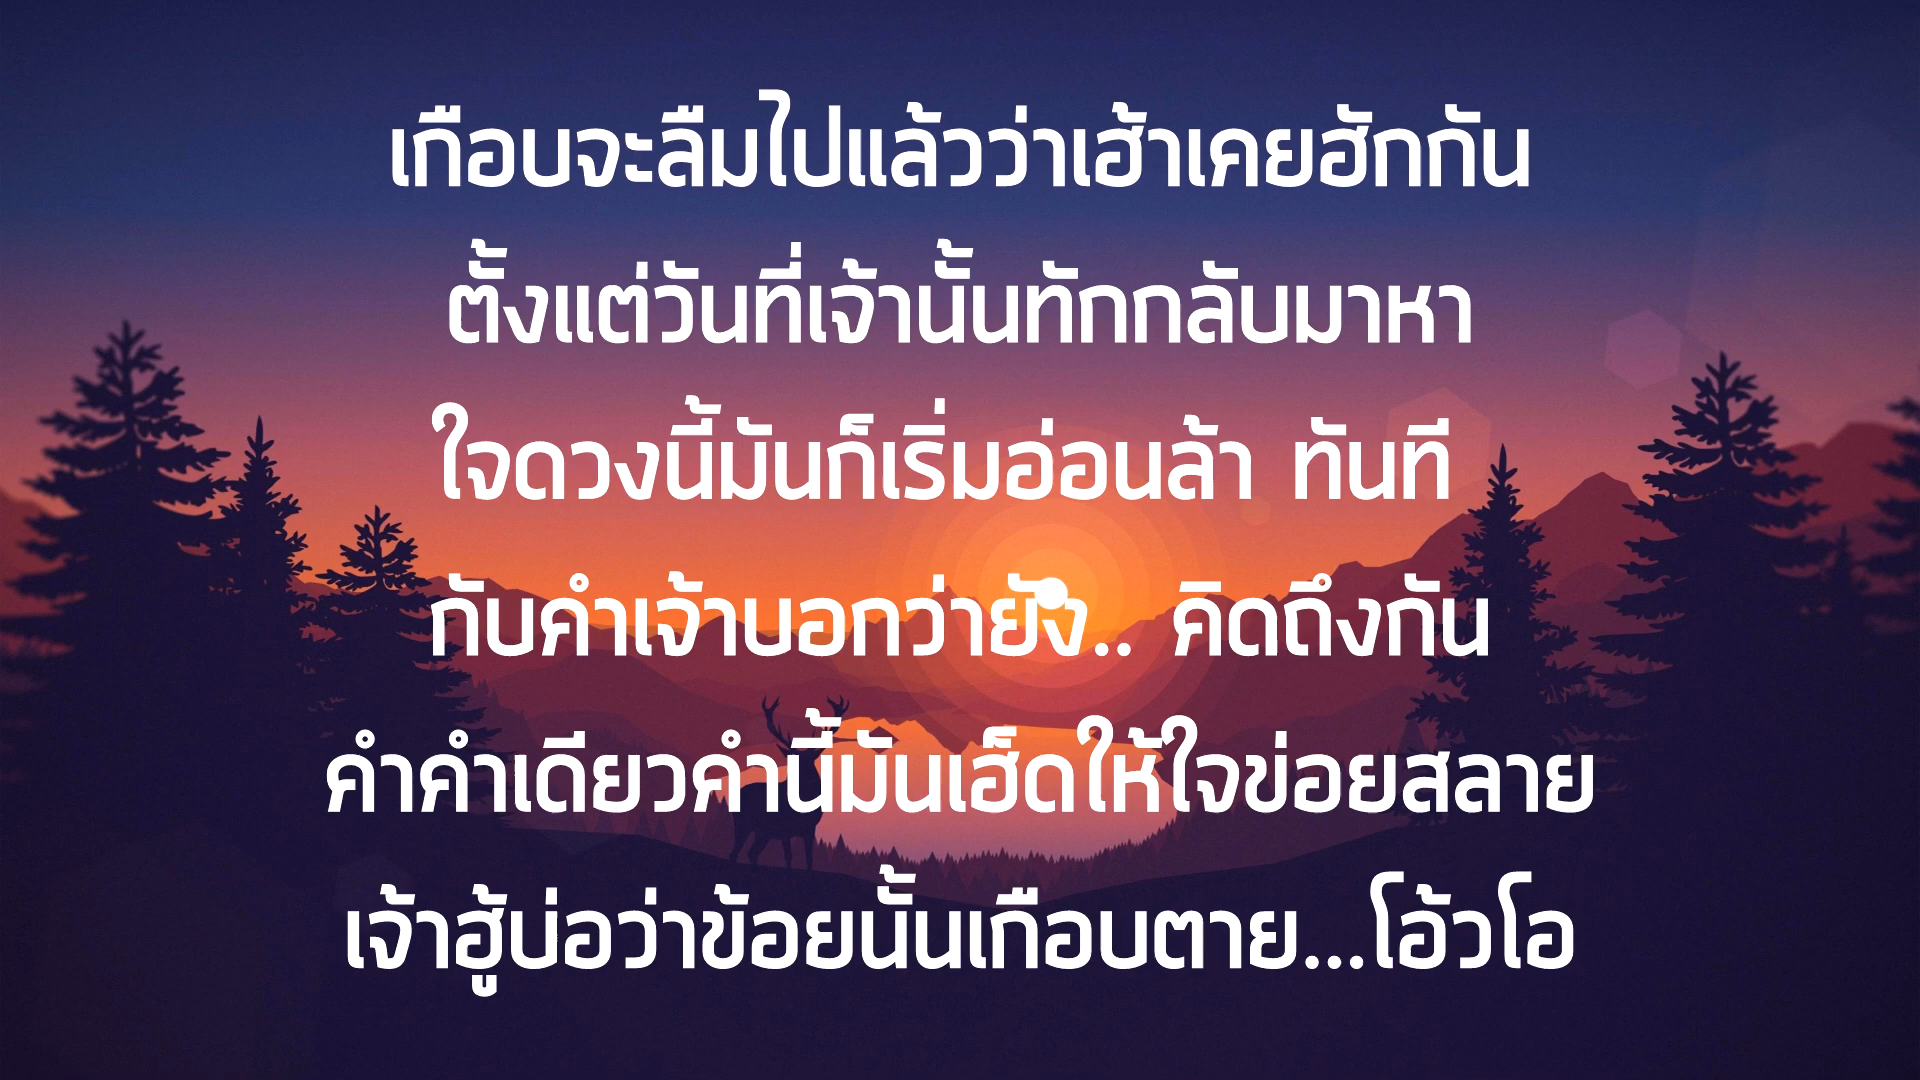 เกือบจะลืมไปแล้วว่าเฮ้าเคยฮักกัน
ตั้งแต่วันที่เจ้านั้นทักกลับมาหา
ใจดวงนี้มันก็เริ่มอ่อนล้า ทันที
กับคำเจ้าบอกว่ายัง.. คิดถึงกัน
คำคำเดียวคำนี้มันเฮ็ดให้ใจข่อยสลาย
เจ้าฮู้บ่อว่าข้อยนั้นเกือบตาย...โอ้วโอ